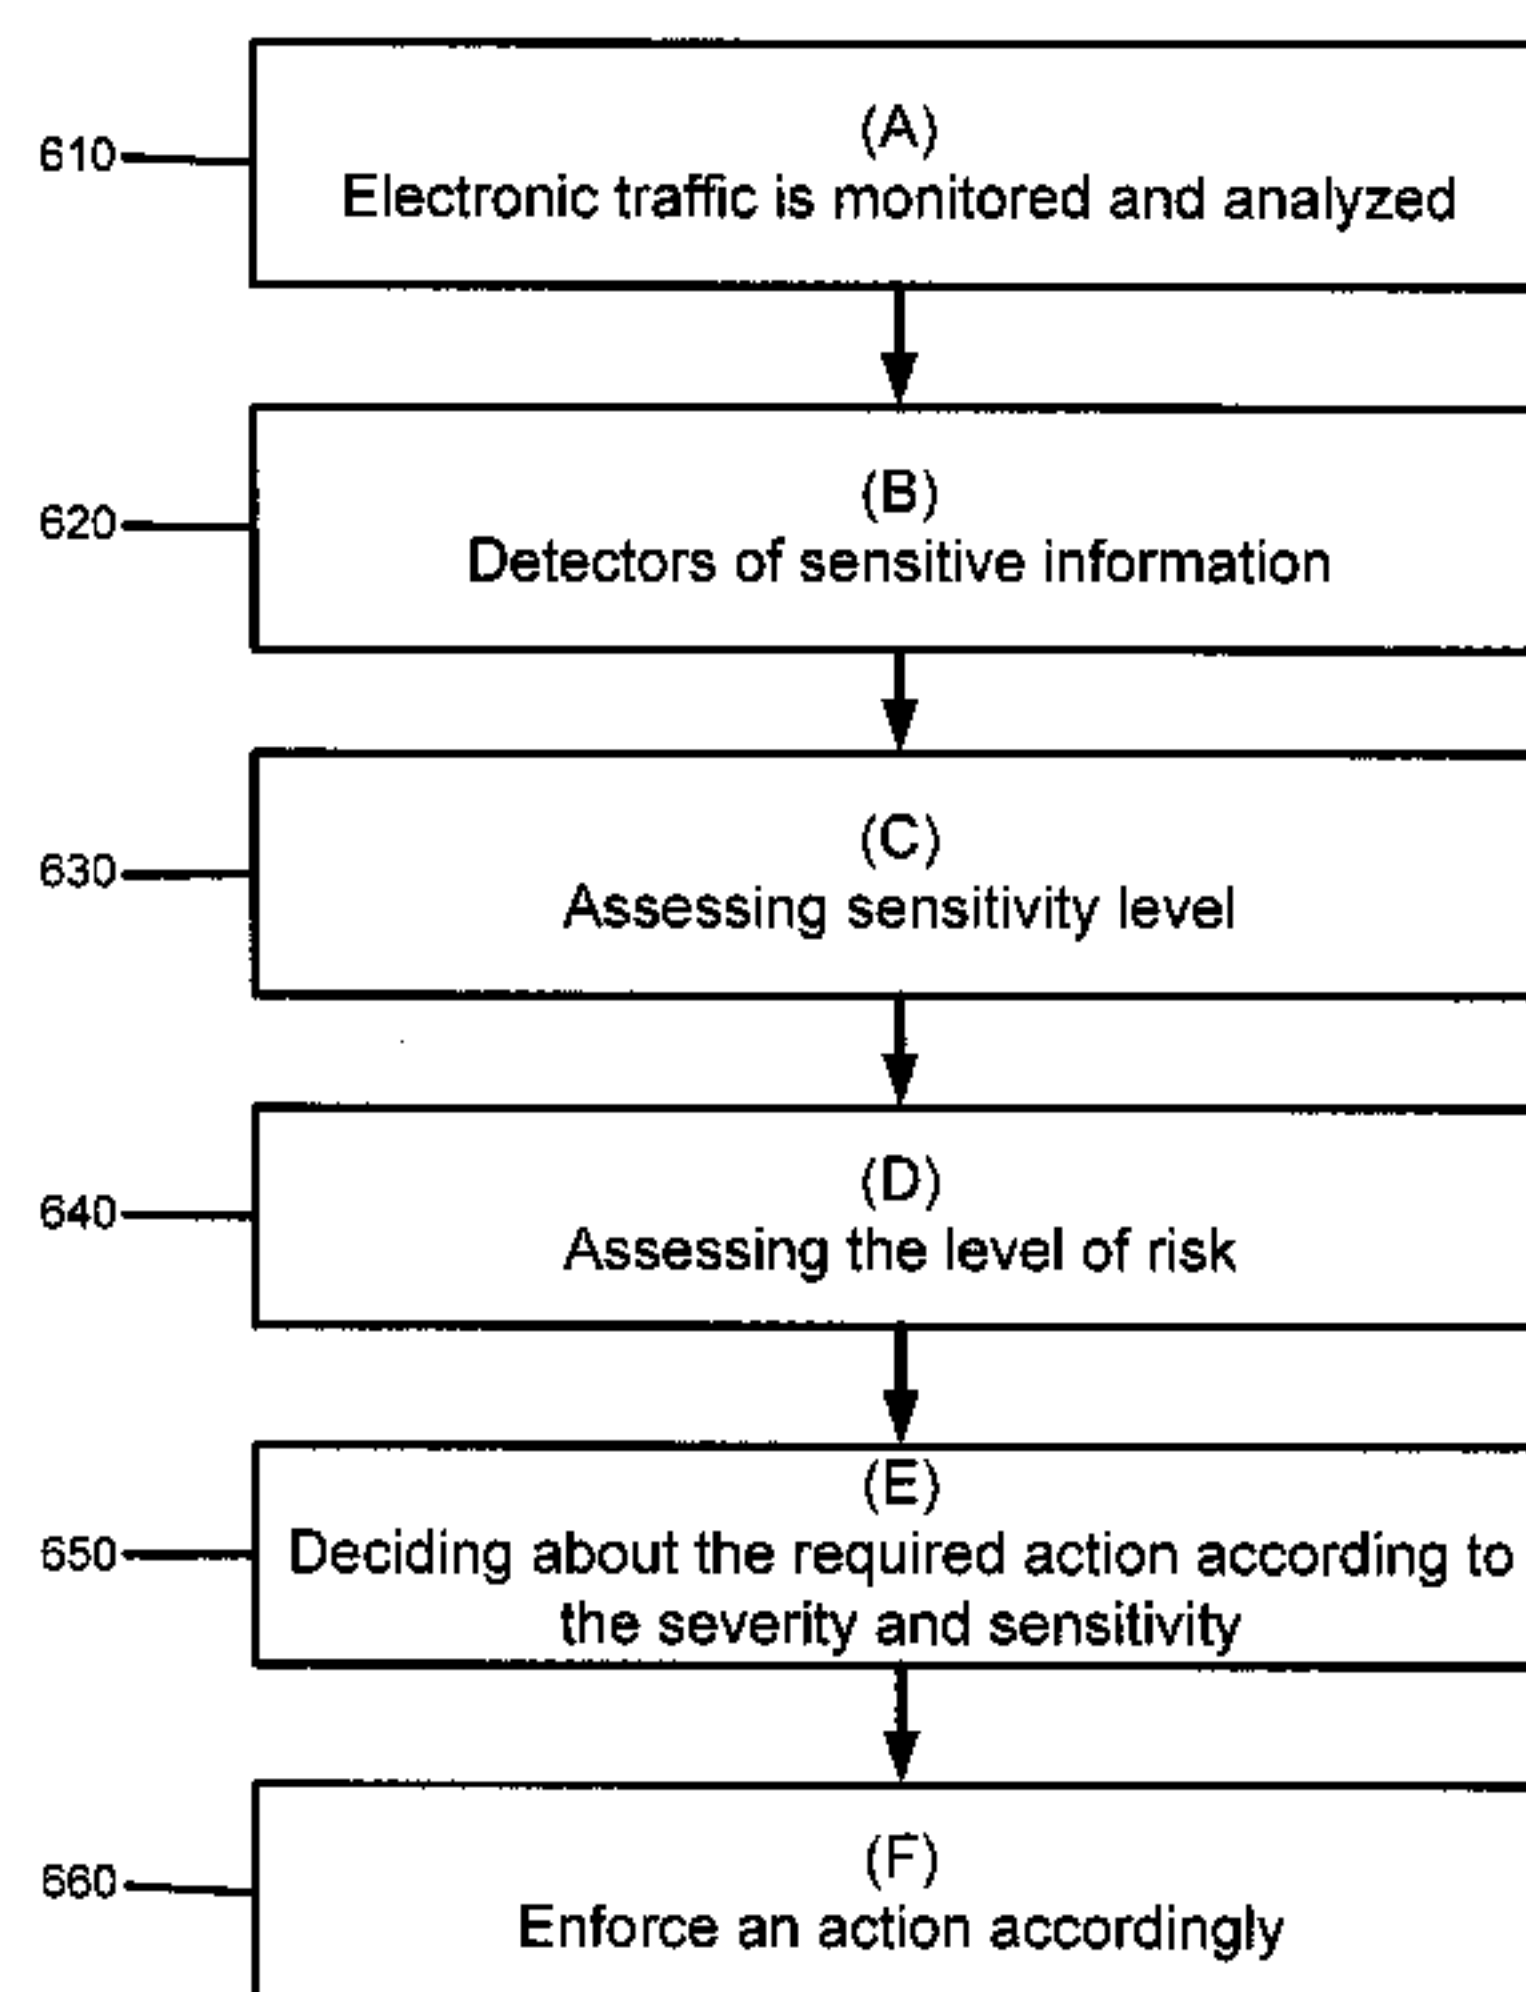 (A)
610
Electronic traffic is monitored and analyzed
(B)
620
Detectors of sensitive information
(C)
630
Assessing sensitivity level
(D)
640
Assessing the level of risk
(E)
650
Deciding about the required action according to
the severity and sensitivity
(F)
660
Enforce an action accordingly